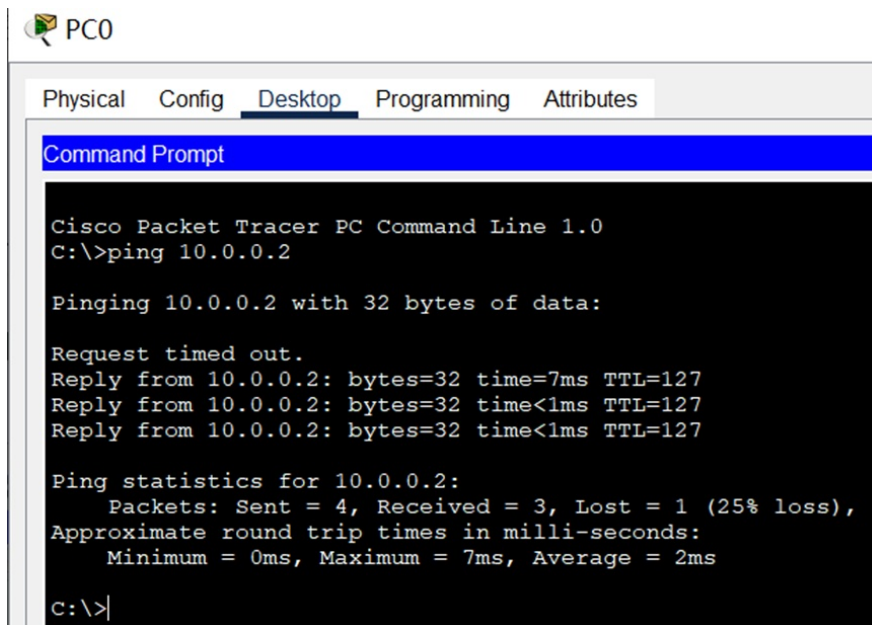 PC0
Physical Config Desktop Programming Attributes
Command Prompt
Cisco Packet Tracer PC Command Line 1.0
C:\>ping 10.0.0.2
Pinging 10.0.0.2 with 32 bytes of data:
Request timed out.
Reply from 10.0.0.2: bytes=32 time=7ms TTL=127
Reply from 10.0.0.2: bytes=32 time<1ms TTL=127
Reply from 10.0.0.2: bytes=32 time<1ms TTL=127
Ping statistics for 10.0.0.2:
Packets: Sent = 4, Received = 3, Lost = 1 (25% loss),
Approximate round trip times in milli-seconds:
Minimum = 0ms, Maximum = 7ms, Average = 2ms
C:\>